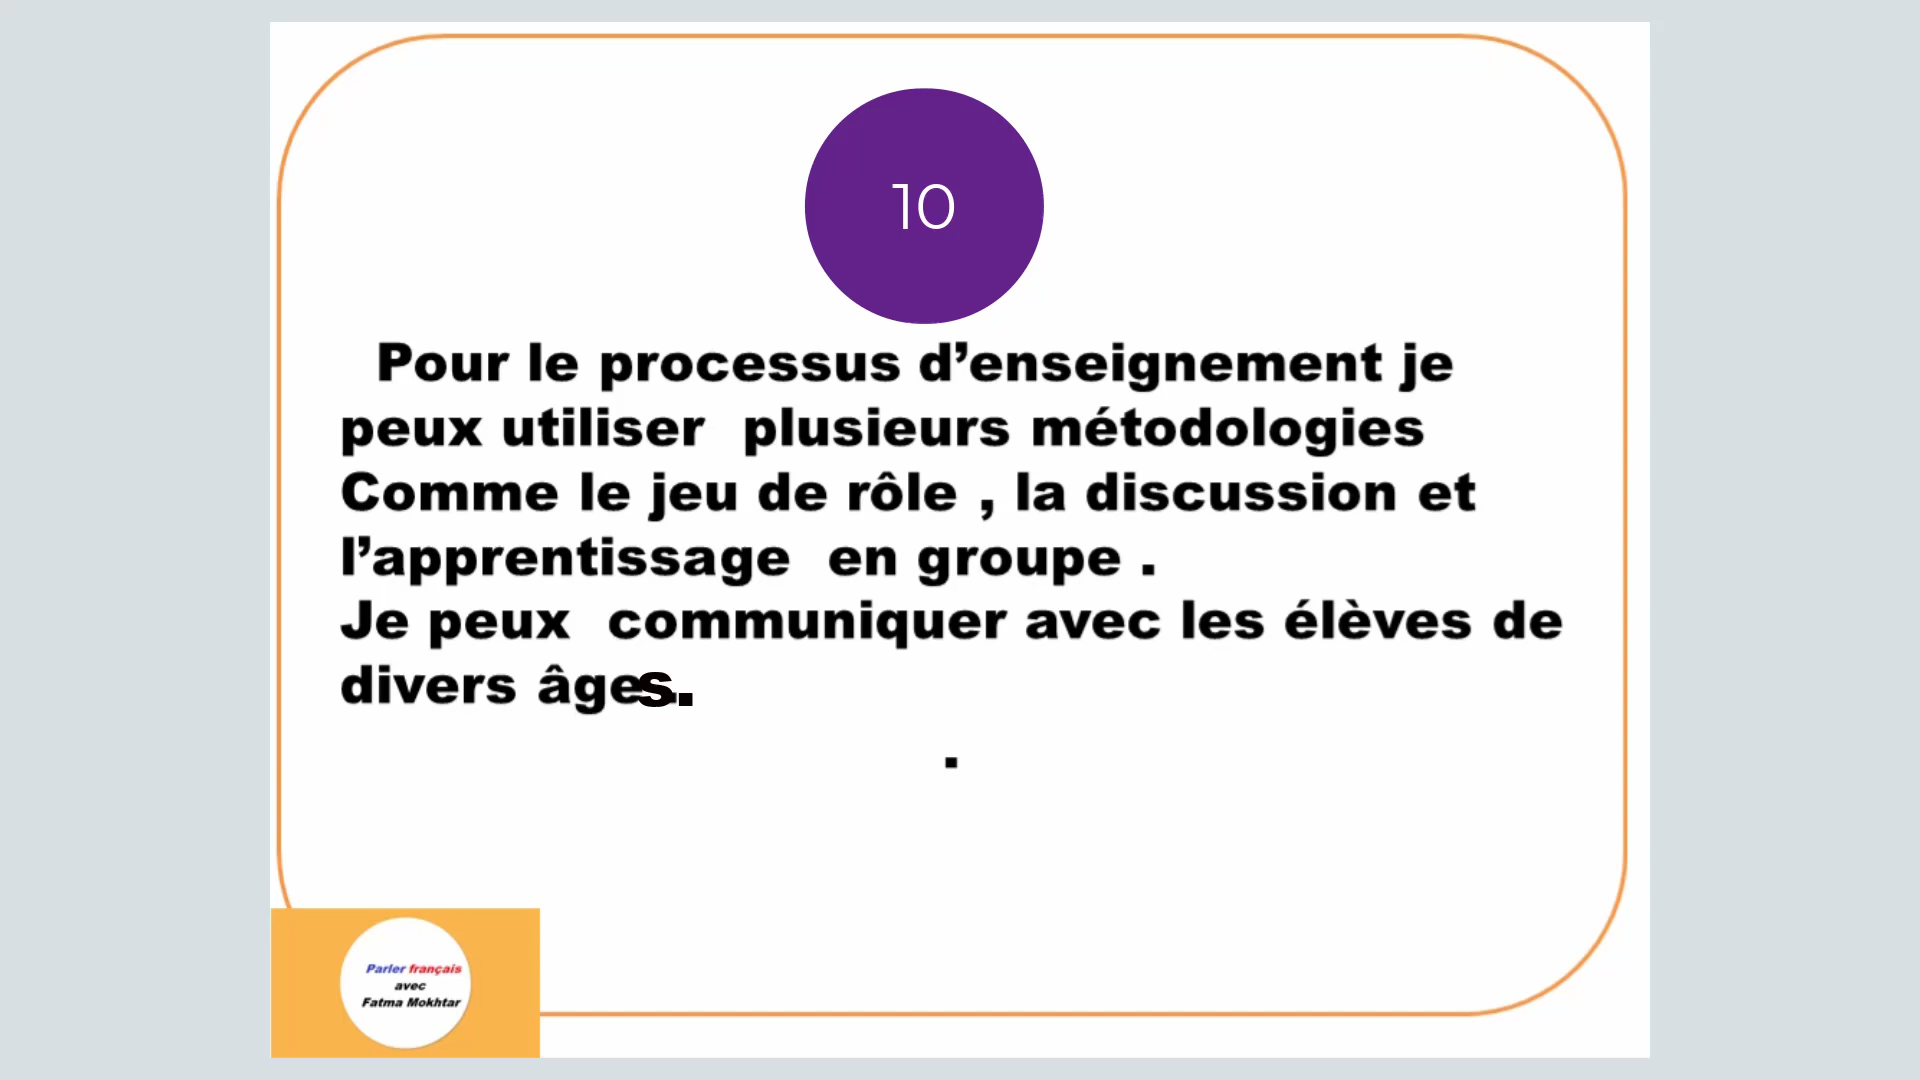 10
Pour le processus d’enseignement je
peux utiliser plusieurs métodologies
Comme le jeu de rôle , la discussion et
l’apprentissage en groupe .
Je peux communiquer avec les élèves de
divers âges.
.
Parler français
avec
Fatma Mokhtar